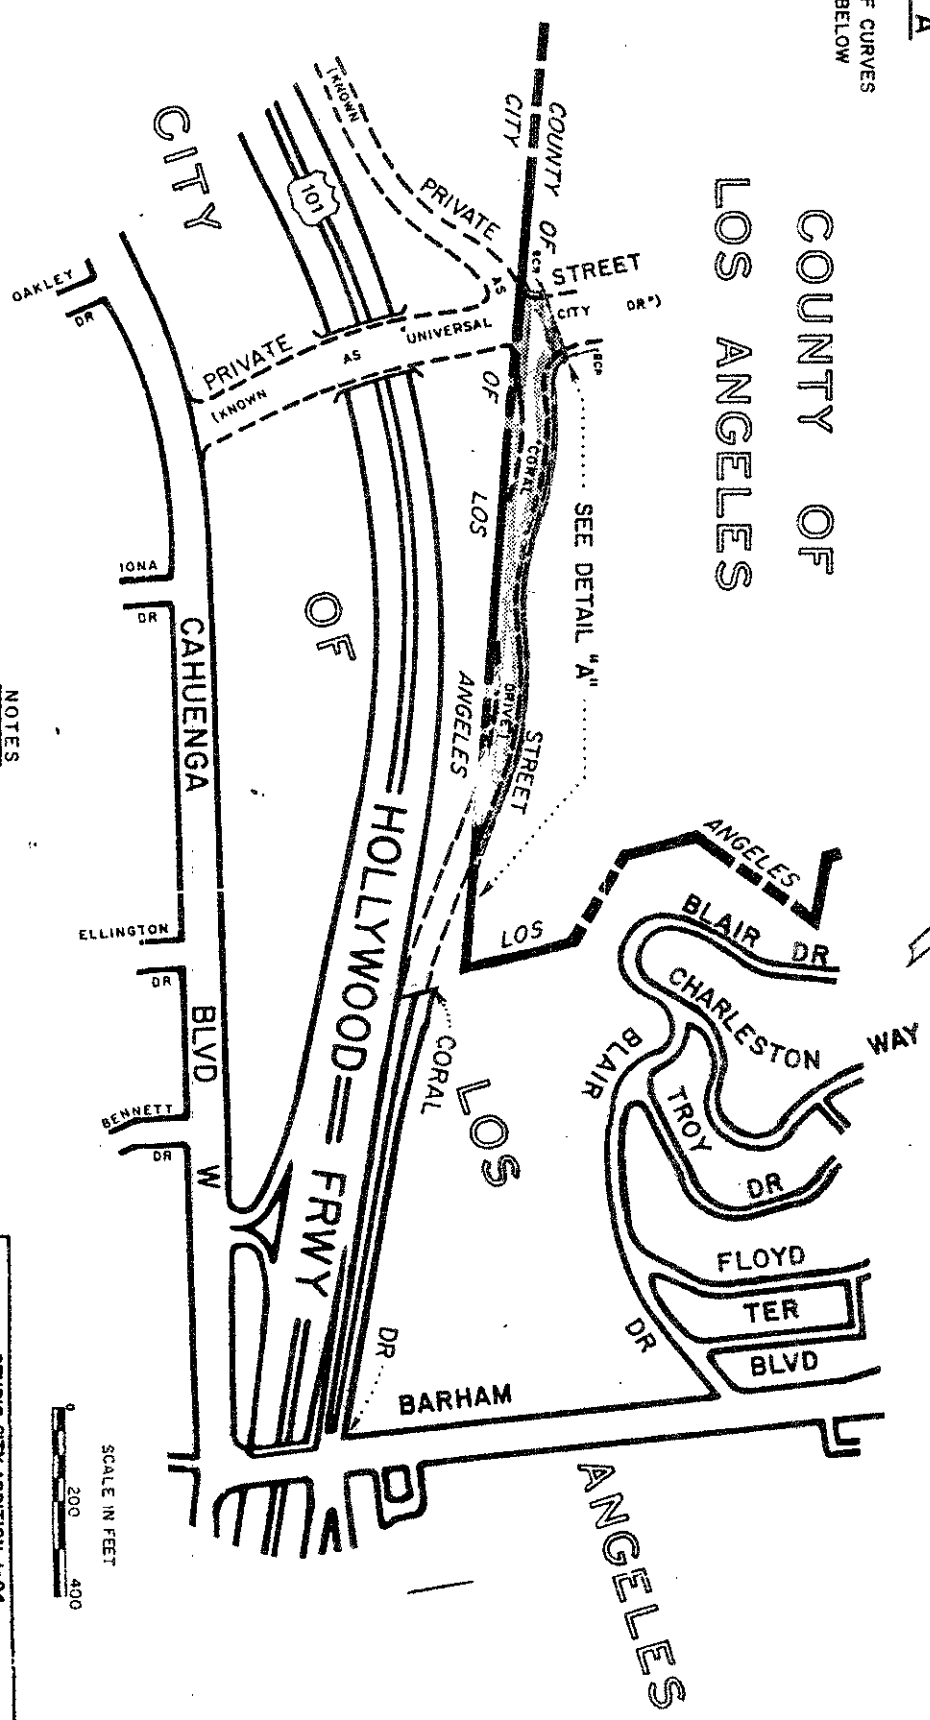 A
F CURVES
BELOW
COUNTY OF
LOS ANGELES
COUNTY OF
CITY OF
LOS
ANGELES
LOS
ANGELES
CITY
OF
LOS
ANGELES
101
(KNOWN
PRIVATE
STREET
AS
CITY DR")
BCR
BCR
PRIVATE
(KNOWN AS UNIVERSAL
OAKLEY
DR
SEE DETAIL "A"
"CORAL
DRIVE")
STREET
IONA
DR
CAHUENGA
BLVD W
ELLINGTON
DR
BENNETT
DR
HOLLYWOOD FRWY
CORAL
DR
BLAIR DR
CHARLESTON WAY
BLAIR
DR
TROY
DR
FLOYD
TER
BLVD
BARHAM
NOTES
SCALE IN FEET
0 200 400